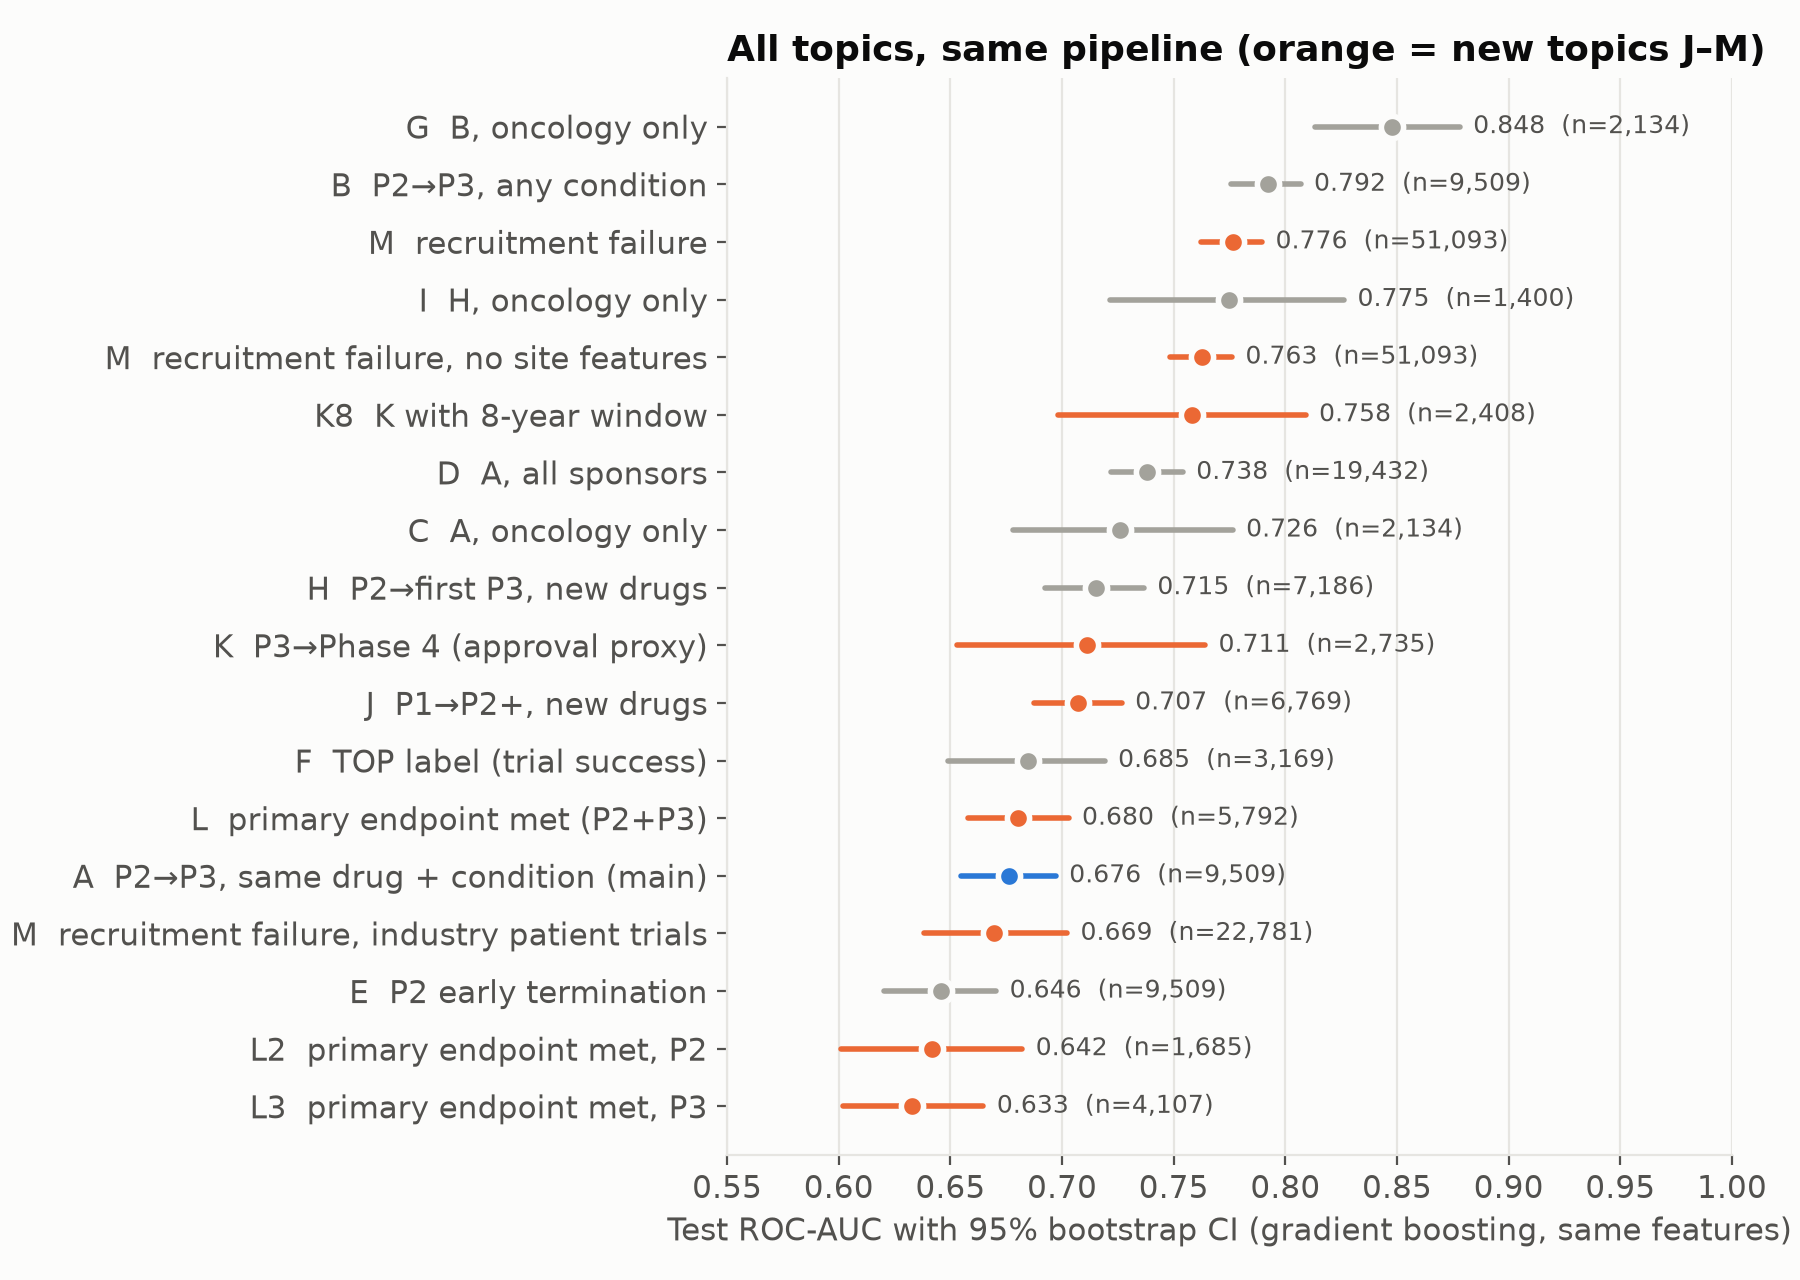 All topics, same pipeline (orange = new topics J–M)
G  B, oncology only  0.848  (n=2,134)
B  P2→P3, any condition  0.792  (n=9,509)
M  recruitment failure  0.776  (n=51,093)
I  H, oncology only  0.775  (n=1,400)
M  recruitment failure, no site features  0.763  (n=51,093)
K8  K with 8-year window  0.758  (n=2,408)
D  A, all sponsors  0.738  (n=19,432)
C  A, oncology only  0.726  (n=2,134)
H  P2→first P3, new drugs  0.715  (n=7,186)
K  P3→Phase 4 (approval proxy)  0.711  (n=2,735)
J  P1→P2+, new drugs  0.707  (n=6,769)
F  TOP label (trial success)  0.685  (n=3,169)
L  primary endpoint met (P2+P3)  0.680  (n=5,792)
A  P2→P3, same drug + condition (main)  0.676  (n=9,509)
M  recruitment failure, industry patient trials  0.669  (n=22,781)
E  P2 early termination  0.646  (n=9,509)
L2  primary endpoint met, P2  0.642  (n=1,685)
L3  primary endpoint met, P3  0.633  (n=4,107)
0.55 0.60 0.65 0.70 0.75 0.80 0.85 0.90 0.95 1.00
Test ROC-AUC with 95% bootstrap CI (gradient boosting, same features)